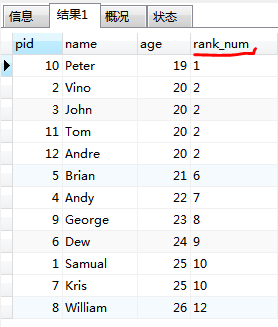 信息 结果1 概况 状态
pid name age rank_num
10 Peter 19 1
2 Vino 20 2
3 John 20 2
11 Tom 20 2
12 Andre 20 2
5 Brian 21 6
4 Andy 22 7
9 George 23 8
6 Dew 24 9
1 Samual 25 10
7 Kris 25 10
8 William 26 12